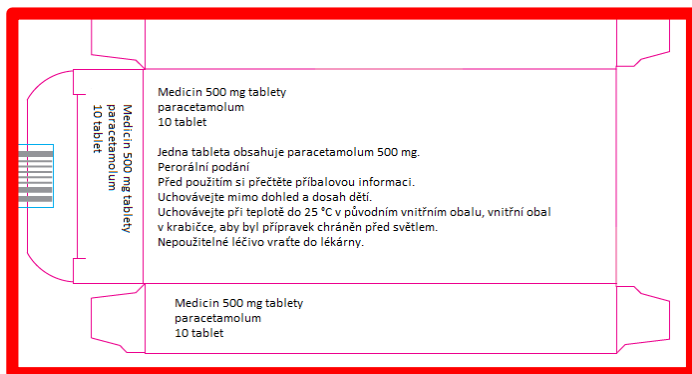 Medicin 500 mg tablety
paracetamolum
10 tablet
Medicin 500 mg tablety
paracetamolum
10 tablet
Jedna tableta obsahuje paracetamolum 500 mg.
Perorální podání
Před použitím si přečtěte příbalovou informaci.
Uchovávejte mimo dohled a dosah dětí.
Uchovávejte při teplotě do 25 °C v původním vnitřním obalu, vnitřní obal
v krabičce, aby byl přípravek chráněn před světlem.
Nepoužitelné léčivo vraťte do lékárny.
Medicin 500 mg tablety
paracetamolum
10 tablet